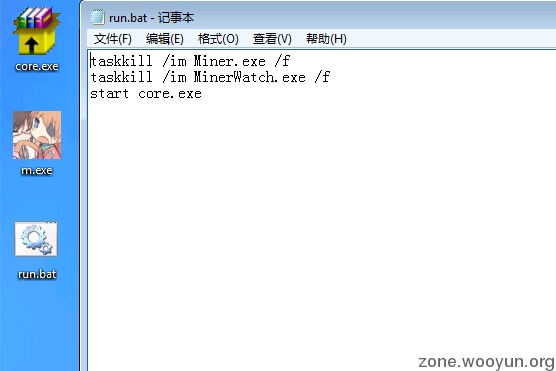 core.exe
m.exe
run.bat
run.bat - 记事本
文件(F) 编辑(E) 格式(O) 查看(V) 帮助(H)
taskkill /im Miner.exe /f
taskkill /im MinerWatch.exe /f
start core.exe
zone.wooyun.org